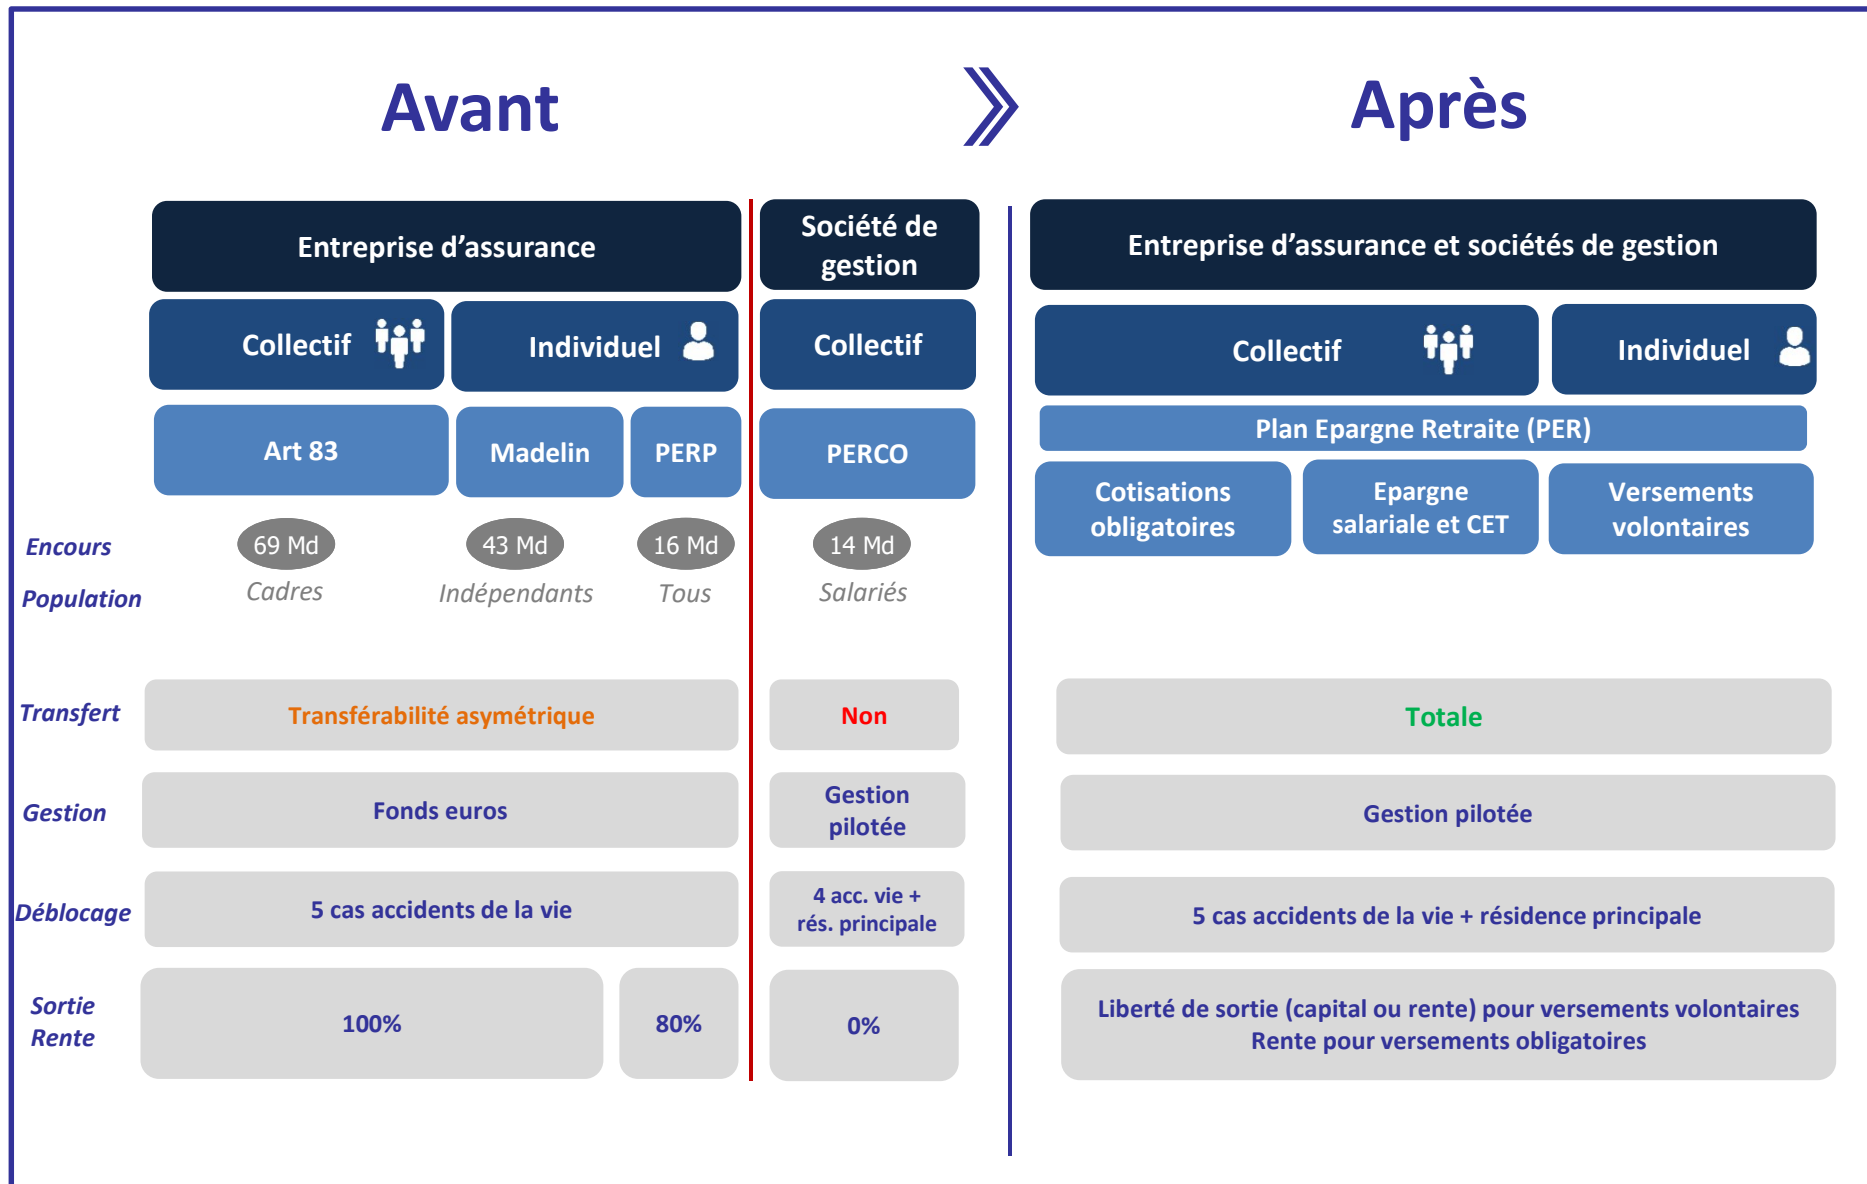 Avant
Après
Entreprise d’assurance
Société de
gestion
Entreprise d’assurance et sociétés de gestion
Collectif
Individuel
Collectif
Collectif
Individuel
Art 83
Madelin
PERP
PERCO
Plan Epargne Retraite (PER)
Cotisations
obligatoires
Epargne
salariale et CET
Versements
volontaires
Encours
69 Md
43 Md
16 Md
14 Md
Population
Cadres
Indépendants
Tous
Salariés
Transfert
Transférabilité asymétrique
Non
Totale
Gestion
Fonds euros
Gestion
pilotée
Gestion pilotée
Déblocage
5 cas accidents de la vie
4 acc. vie +
rés. principale
5 cas accidents de la vie + résidence principale
Sortie
Rente
100%
80%
0%
Liberté de sortie (capital ou rente) pour versements volontaires
Rente pour versements obligatoires